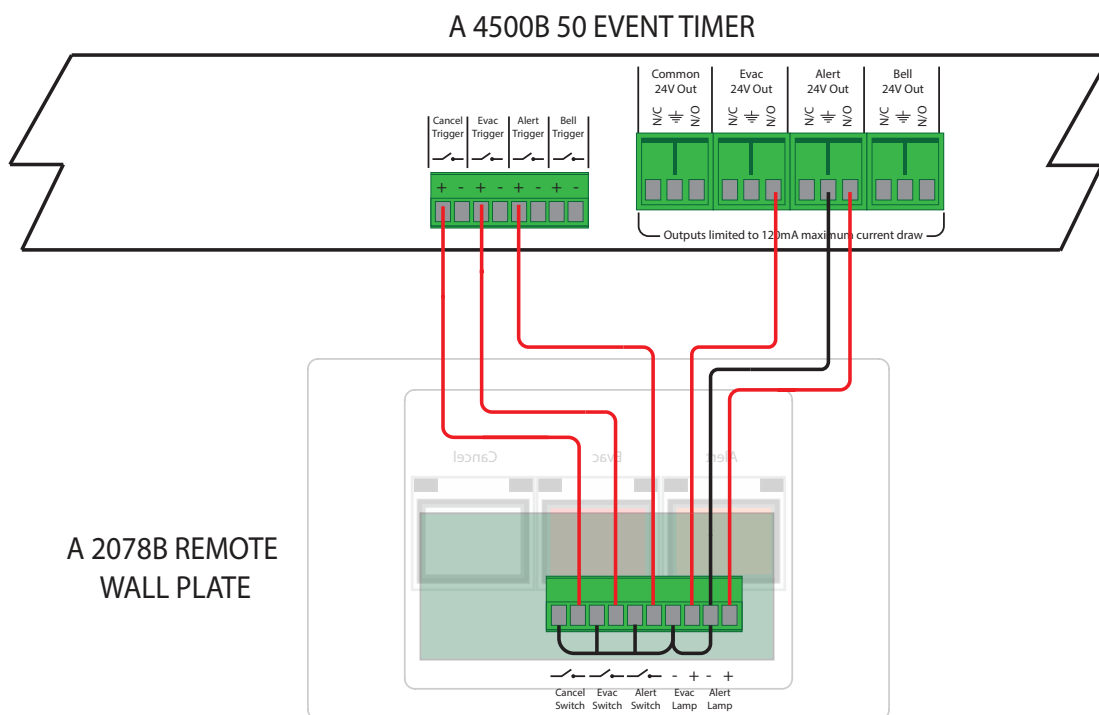 A 4500B 50 EVENT TIMER
Common Evac Alert Bell
24V Out 24V Out 24V Out 24V Out
N/C N/O N/C N/O N/C N/O N/C N/O
Cancel Evac Alert Bell
Trigger Trigger Trigger Trigger
+ - + - + - + -
Outputs limited to 120mA maximum current draw
Cancel Evac Alert
A 2078B REMOTE
WALL PLATE
- + - +
Cancel Evac Alert Evac Alert
Switch Switch Switch Lamp Lamp